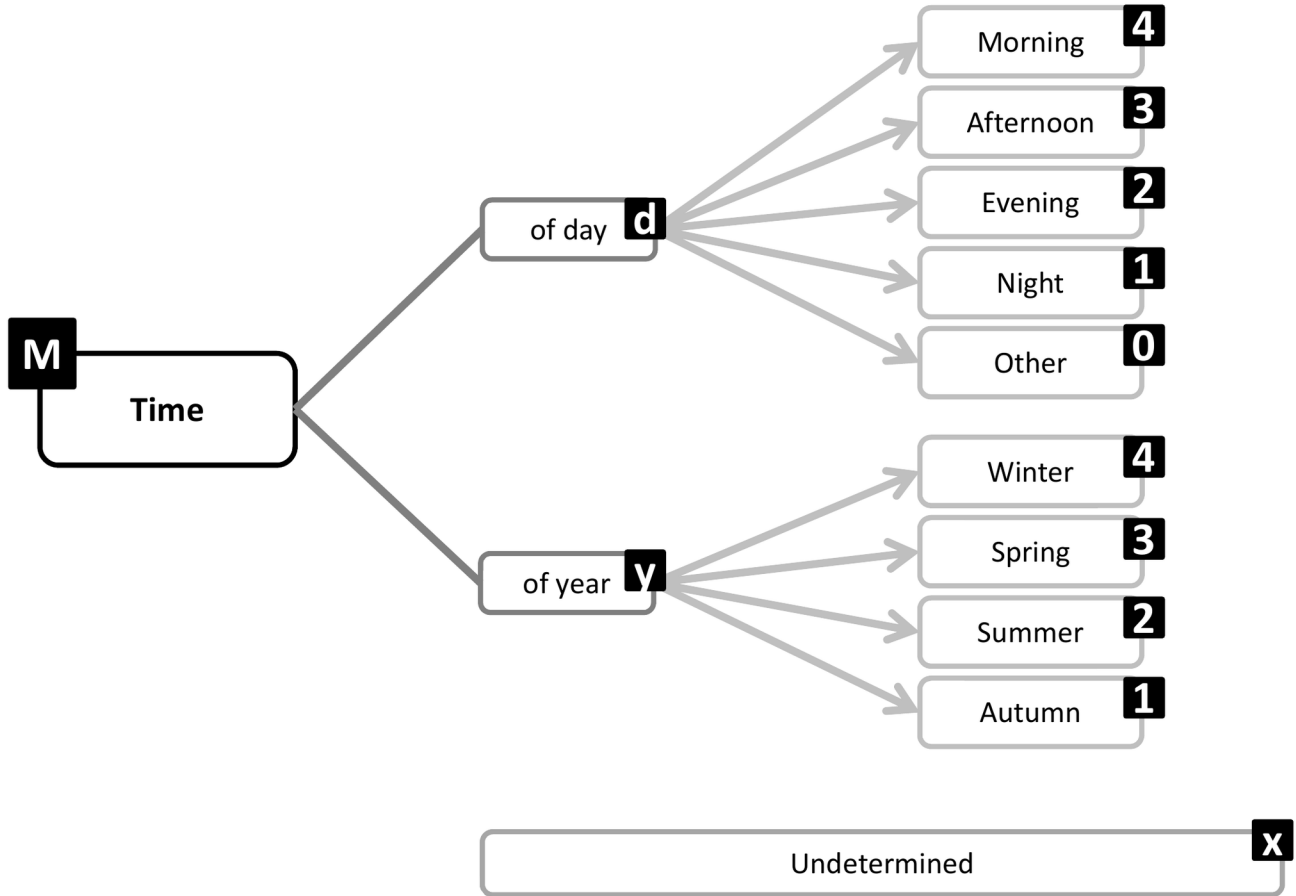 M
Time
of day
d
Morning
4
Afternoon
3
Evening
2
Night
1
Other
0
of year
y
Winter
4
Spring
3
Summer
2
Autumn
1
Undetermined
x